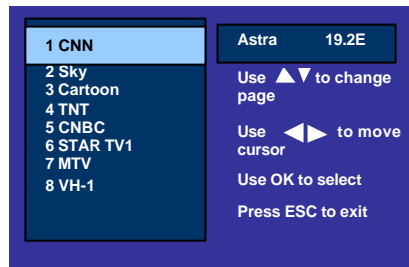 1 CNN
2 Sky
3 Cartoon
4 TNT
5 CNBC
6 STAR TV1
7 MTV
8 VH-1
Astra 19.2E
Use ▲▼ to change
page
Use ◀▶ to move
cursor
Use OK to select
Press ESC to exit